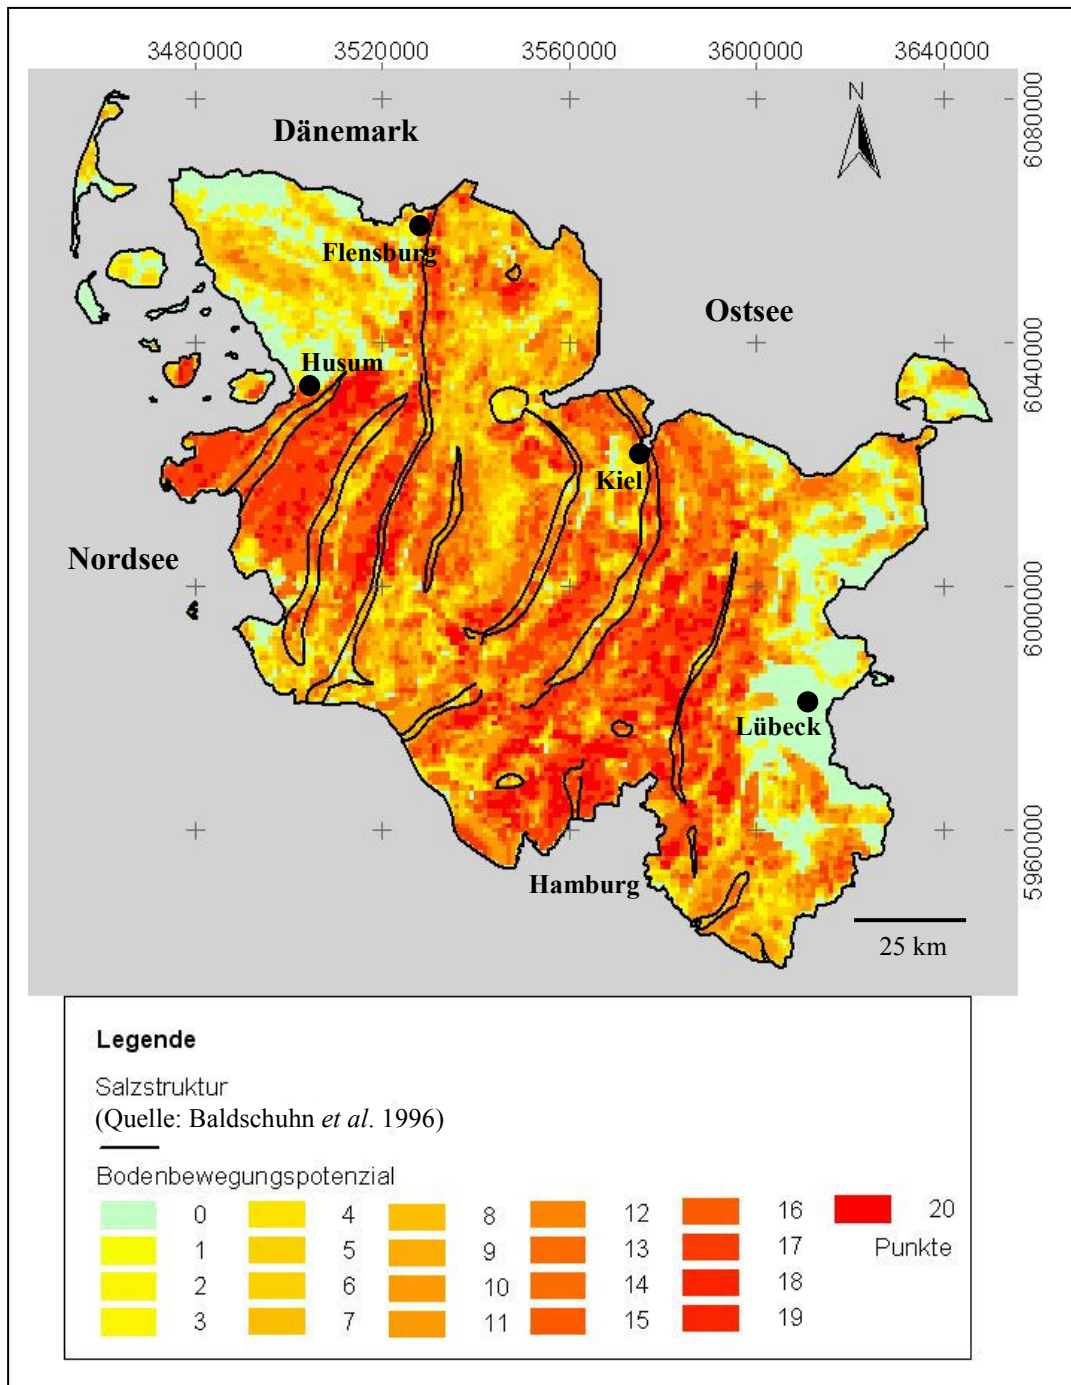 3480000 3520000 3560000 3600000 3640000
N
6080000
Dänemark
Flensburg
Ostsee
6040000
Husum
Kiel
Nordsee
6000000
Lübeck
5960000
Hamburg
25 km
Legende
Salzstruktur
(Quelle: Baldschuhn et al. 1996)
Bodenbewegungspotenzial
0 4 8 12 16 20
1 5 9 13 17 Punkte
2 6 10 14 18
3 7 11 15 19